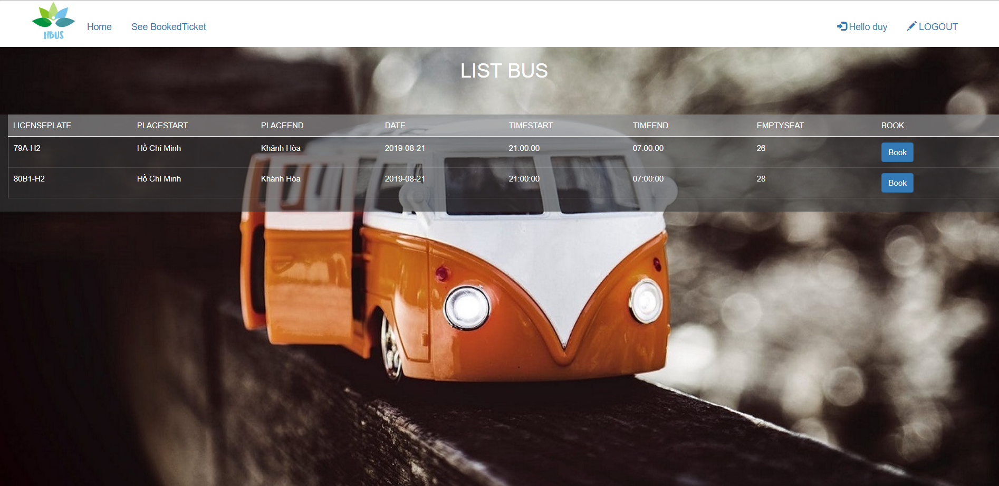 HBUS
Home See BookedTicket Hello duy LOGOUT
LIST BUS
LICENSEPLATE PLACESTART PLACEEND DATE TIMESTART TIMEEND EMPTYSEAT BOOK
79A-H2 Hồ Chí Minh Khánh Hòa 2019-08-21 21:00:00 07:00:00 26 Book
80B1-H2 Hồ Chí Minh Khánh Hòa 2019-08-21 21:00:00 07:00:00 28 Book